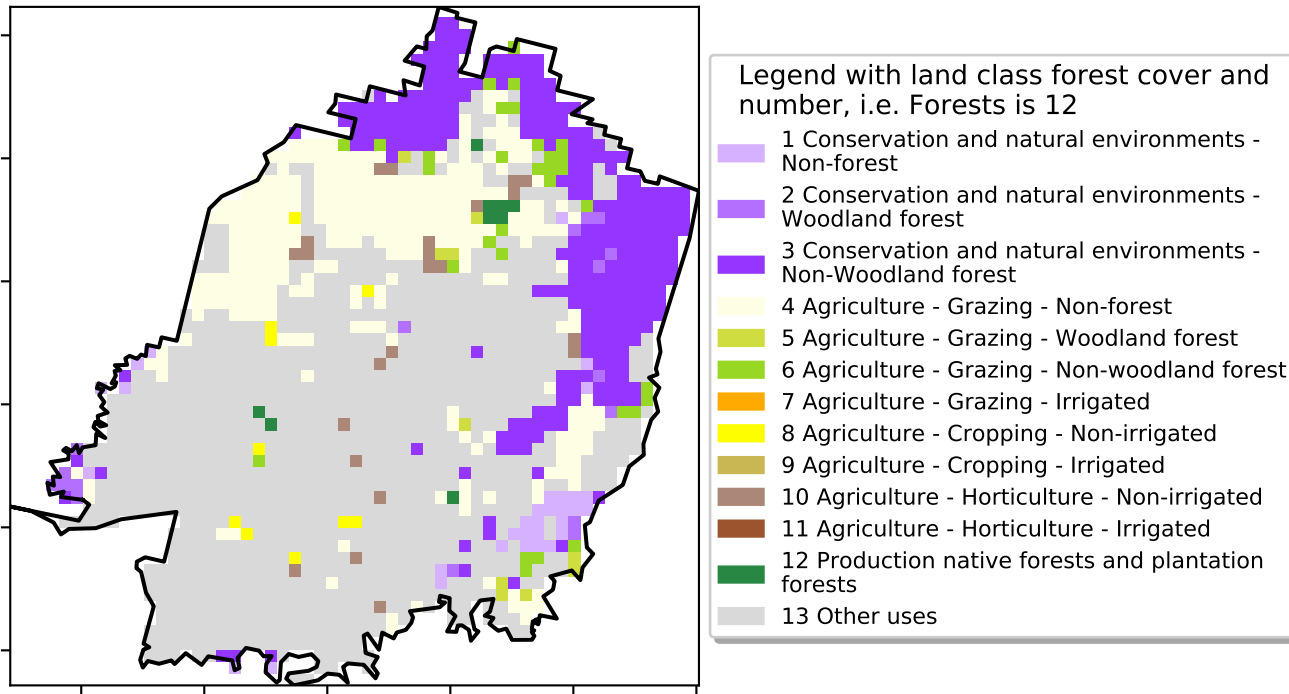 Legend with land class forest cover and
number, i.e. Forests is 12
1 Conservation and natural environments -
Non-forest
2 Conservation and natural environments -
Woodland forest
3 Conservation and natural environments -
Non-Woodland forest
4 Agriculture - Grazing - Non-forest
5 Agriculture - Grazing - Woodland forest
6 Agriculture - Grazing - Non-woodland forest
7 Agriculture - Grazing - Irrigated
8 Agriculture - Cropping - Non-irrigated
9 Agriculture - Cropping - Irrigated
10 Agriculture - Horticulture - Non-irrigated
11 Agriculture - Horticulture - Irrigated
12 Production native forests and plantation
forests
13 Other uses